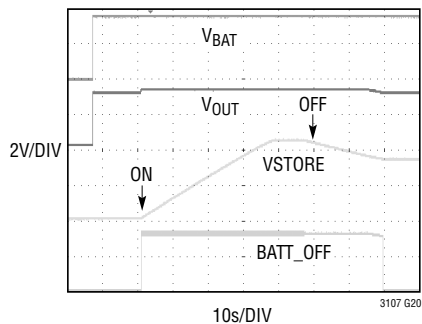 VBAT
VOUT
OFF
2V/DIV
VSTORE
ON
BATT_OFF
3107 G20
10s/DIV